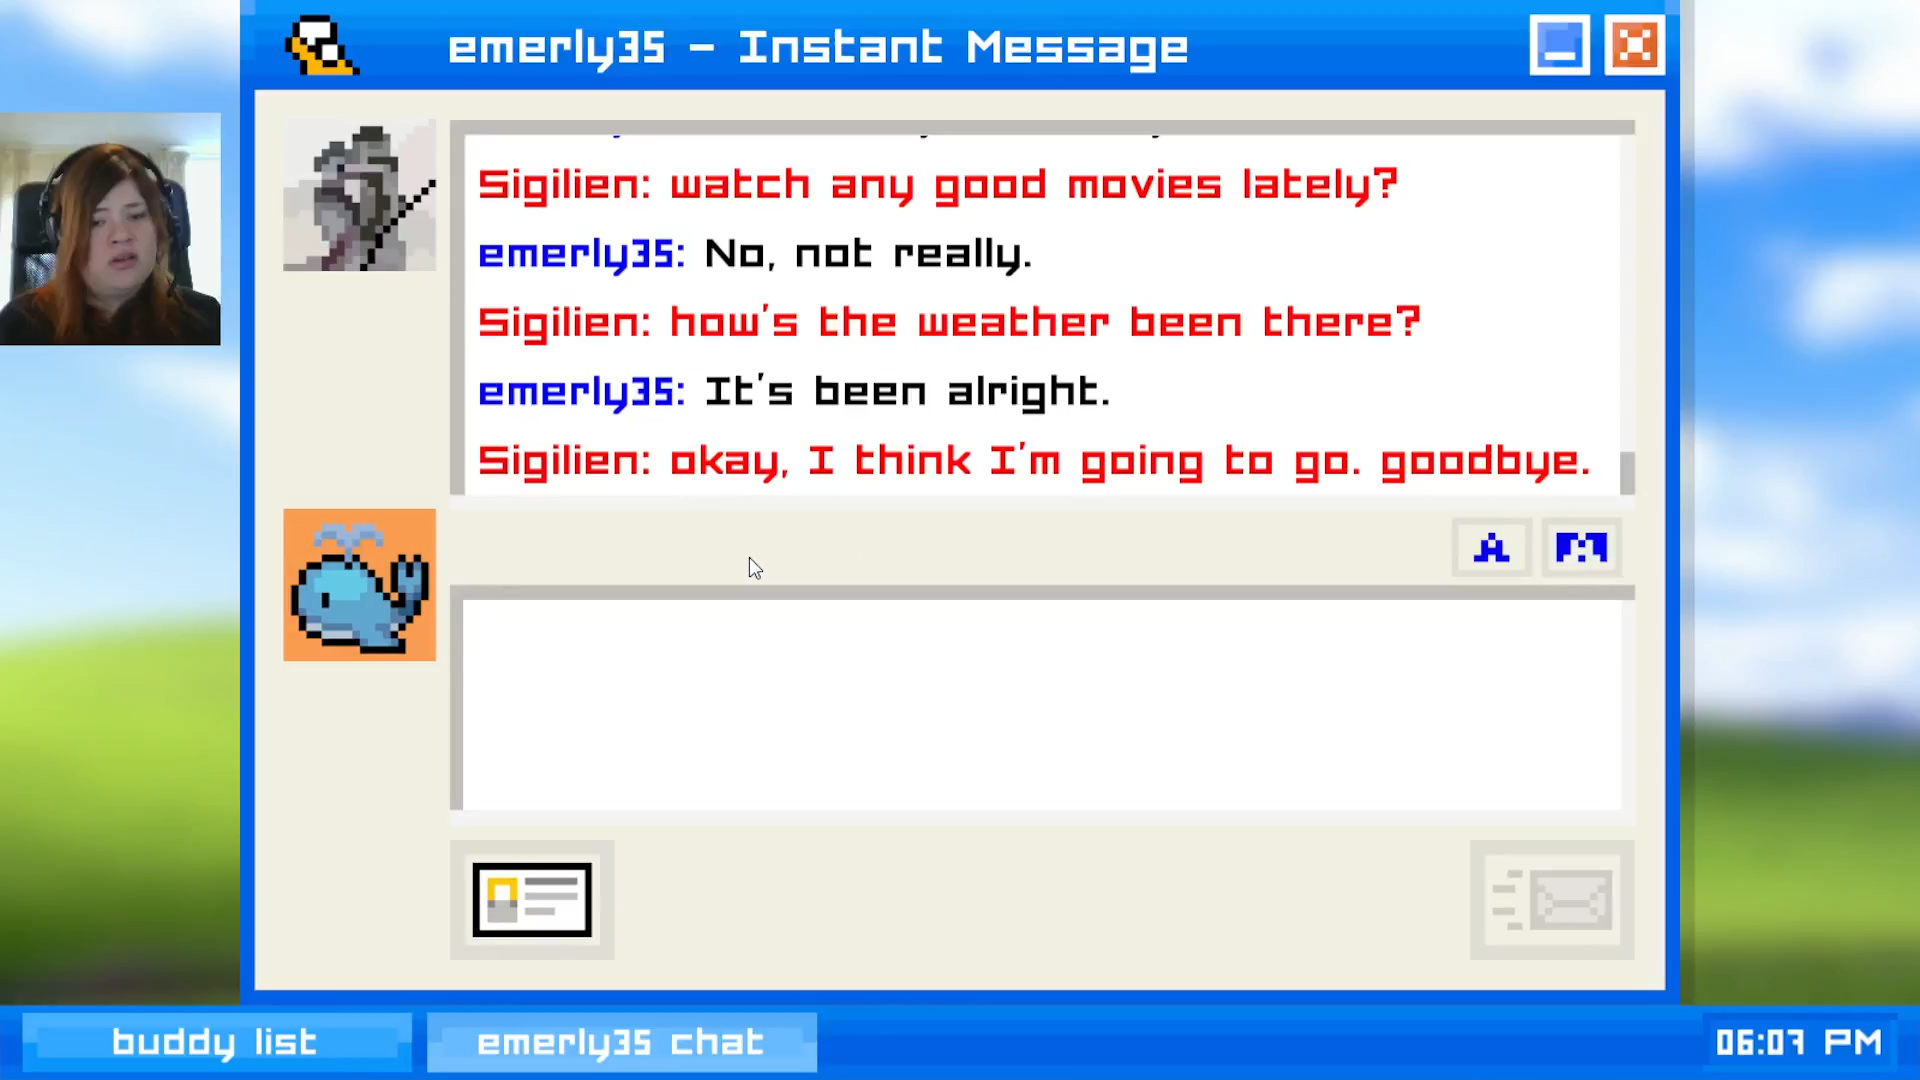 emerly35 – Instant Message
Sigilien: watch any good movies lately?
emerly35: No, not really.
Sigilien: how's the weather been there?
emerly35: It's been alright.
Sigilien: okay, I think I'm going to go. goodbye.
A
buddy list
emerly35 chat
06:07 PM